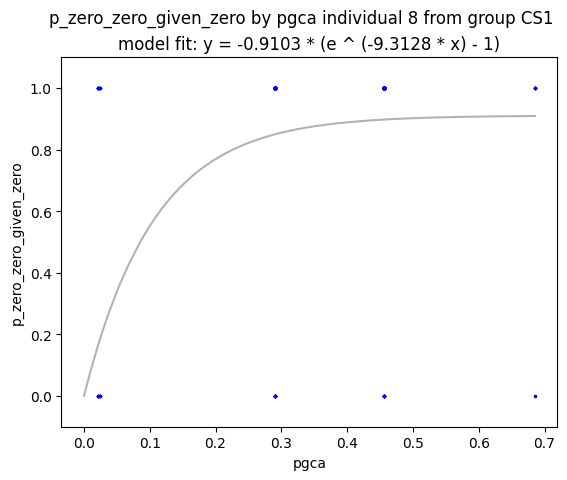 p_zero_zero_given_zero by pgca individual 8 from group CS1
model fit: y = -0.9103 * (e ^ (-9.3128 * x) - 1)
1.0
0.8
0.6
0.4
0.2
0.0
p_zero_zero_given_zero
0.0 0.1 0.2 0.3 0.4 0.5 0.6 0.7
pgca